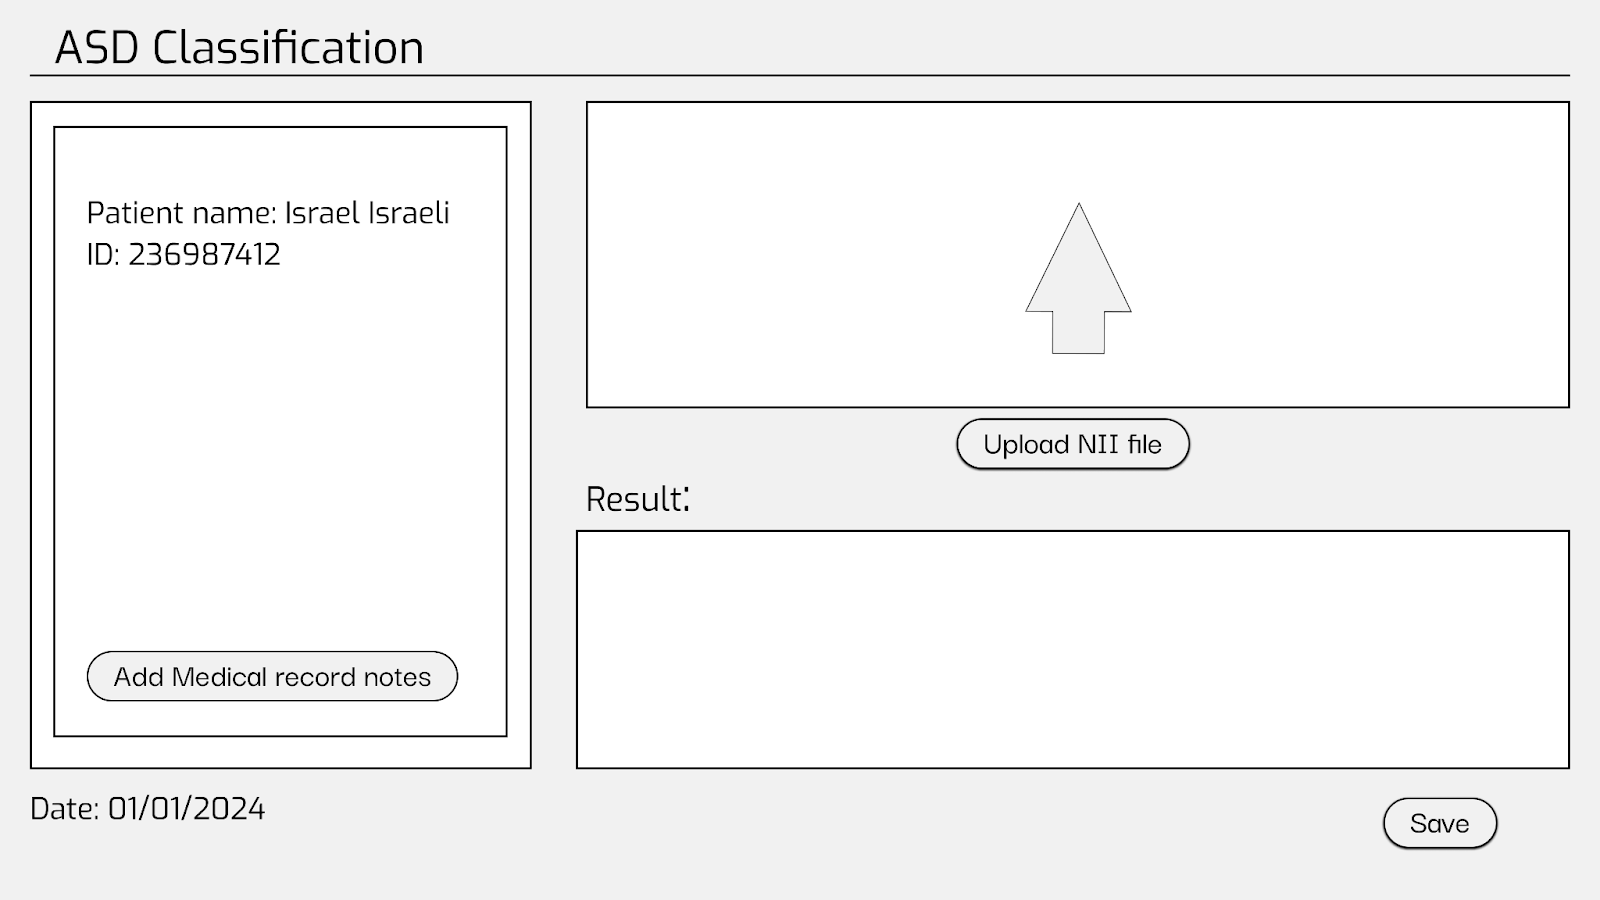 ASD Classification
Patient name: Israel Israeli
ID: 236987412
Add Medical record notes
Upload NII file
Result:
Date: 01/01/2024
Save